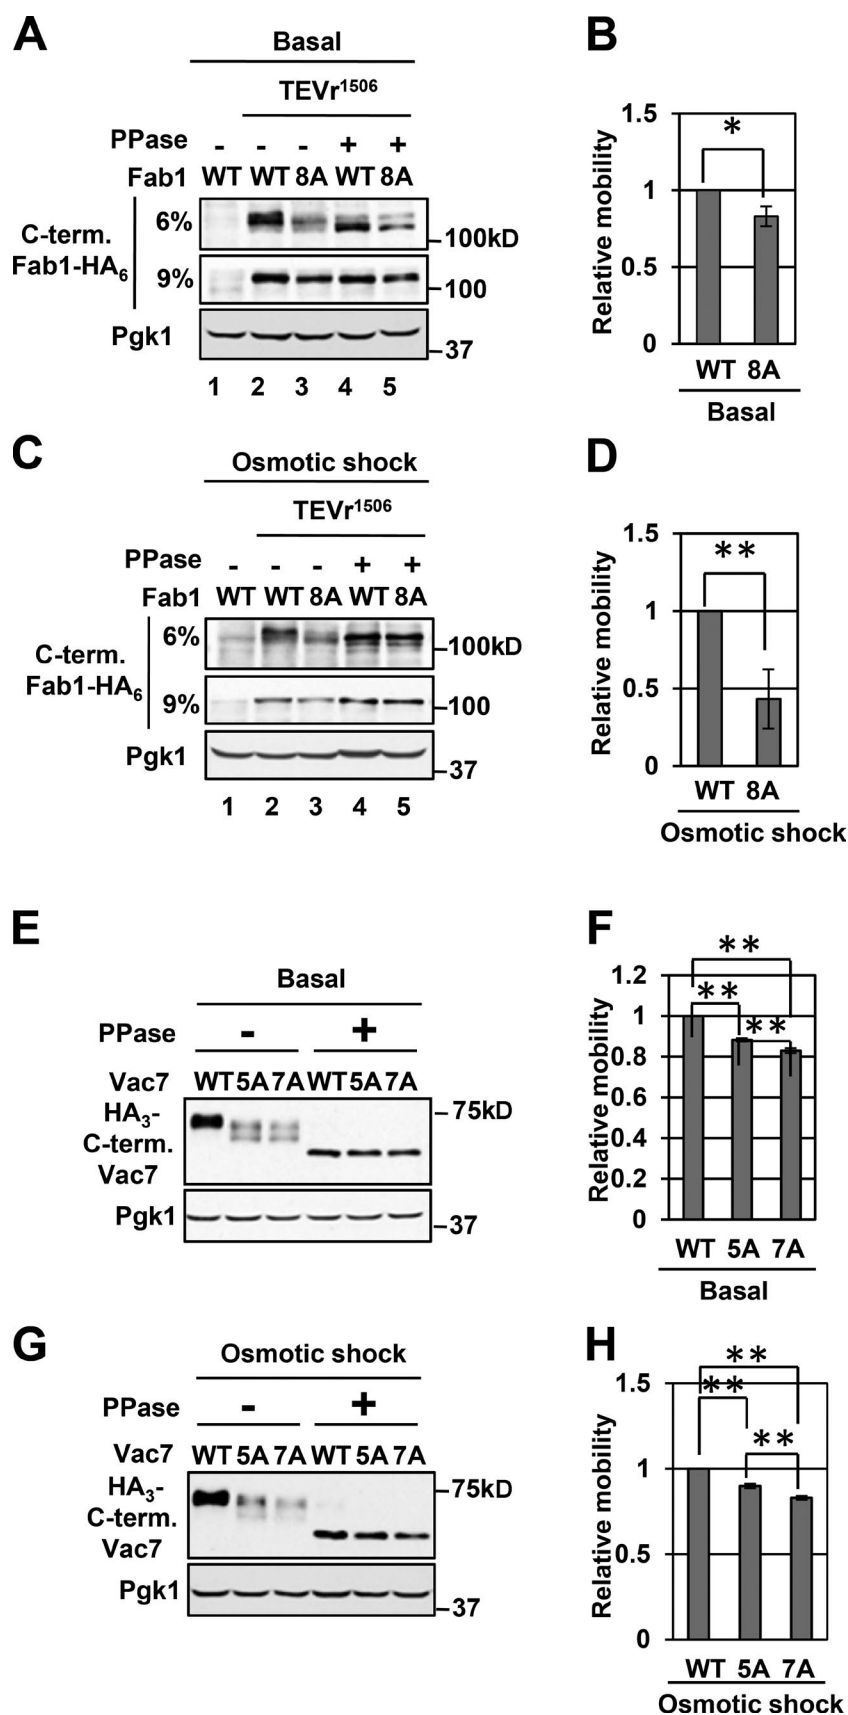 A
Basal
TEVr1506
PPase - - - + +
Fab1 WT WT 8A WT 8A
C-term.
Fab1-HA6
6%
-100kD
9%
-100
Pgk1
-37
1 2 3 4 5
B
1.5
*
1
0.5
0
Relative mobility
WT 8A
Basal
C
Osmotic shock
TEVr1506
PPase - - - + +
Fab1 WT WT 8A WT 8A
C-term.
Fab1-HA6
6%
-100kD
9%
-100
Pgk1
-37
1 2 3 4 5
D
1.5
**
1
0.5
0
Relative mobility
WT 8A
Osmotic shock
E
Basal
PPase - +
Vac7 WT 5A 7A WT 5A 7A
HA3-
C-term.
Vac7
-75kD
Pgk1
-37
F
**
1.2
**
1
**
0.8
0.6
0.4
0.2
0
Relative mobility
WT 5A 7A
Basal
G
Osmotic shock
PPase - +
Vac7 WT 5A 7A WT 5A 7A
HA3-
C-term.
Vac7
-75kD
Pgk1
-37
H
**
1.5
**
**
1
0.5
0
Relative mobility
WT 5A 7A
Osmotic shock